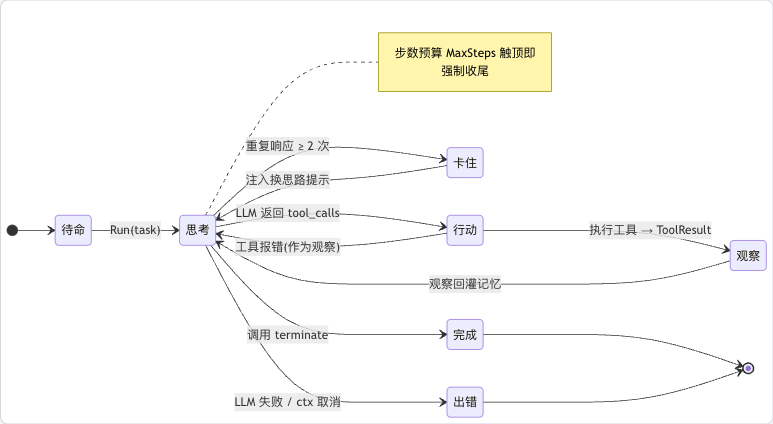 步数预算 MaxSteps 触顶即
强制收尾
重复响应 ≥ 2 次
卡住
注入换思路提示
LLM 返回 tool_calls
待命
Run(task)
思考
行动
执行工具 → ToolResult
工具报错(作为观察)
观察
观察回灌记忆
调用 terminate
完成
LLM 失败 / ctx 取消
出错